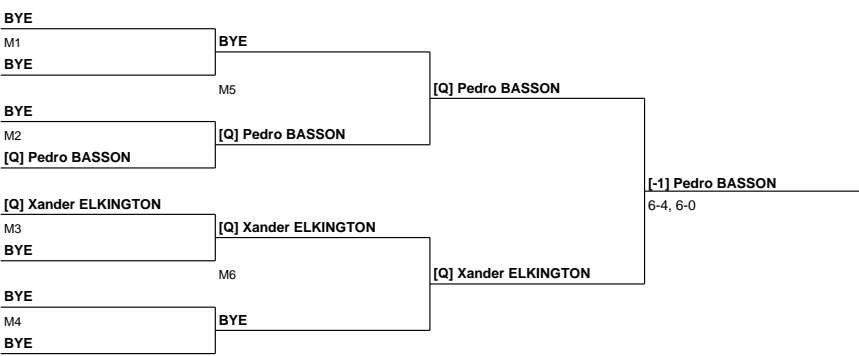 BYE
M1
BYE
BYE
M5
[Q] Pedro BASSON
BYE
M2
[Q] Pedro BASSON
[Q] Pedro BASSON
[-1] Pedro BASSON
6-4, 6-0
[Q] Xander ELKINGTON
M3
[Q] Xander ELKINGTON
BYE
M6
[Q] Xander ELKINGTON
BYE
M4
BYE
BYE